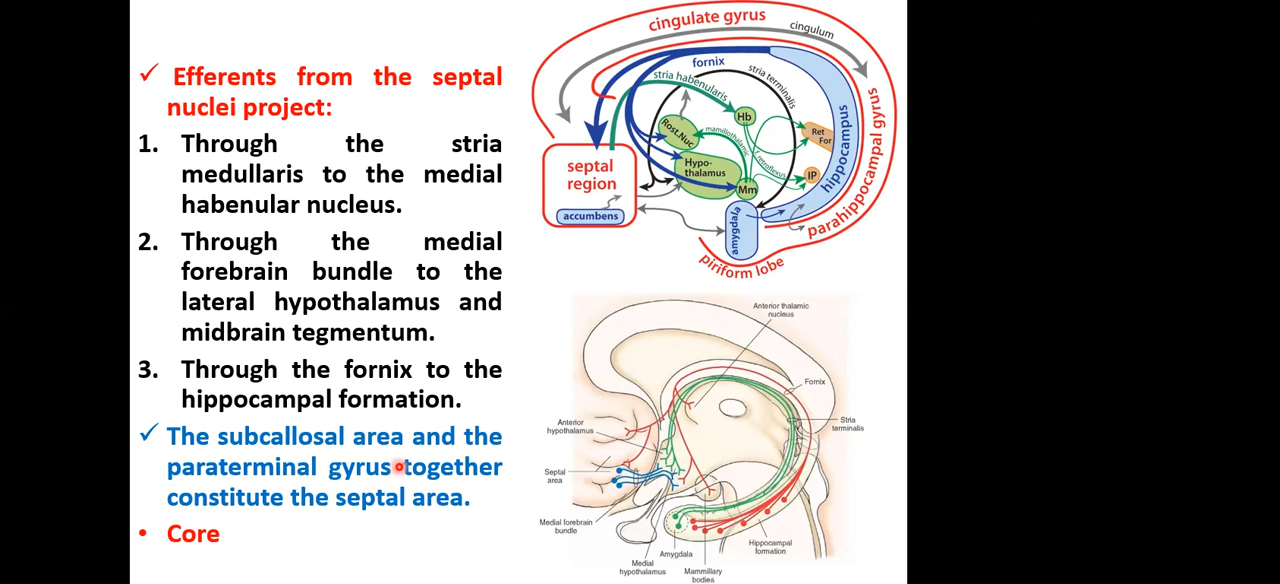 ✓ Efferents from the septal
nuclei project:
1. Through the stria
medullaris to the medial
habenular nucleus.
2. Through the medial
forebrain bundle to the
lateral hypothalamus and
midbrain tegmentum.
3. Through the fornix to the
hippocampal formation.
✓ The subcallosal area and the
paraterminal gyrus together
constitute the septal area.
• Core
cingulate gyrus
cingulum
fornix
stria habenularis
stria terminalis
Hb
Rost.Nuc
mamillothalamic
retroflexus
Ret
For
hippocampus
parahippocampal gyrus
septal
region
Hypo-
thalamus
Mm
IP
accumbens
amygdala
piriform lobe
Anterior thalamic
nucleus
Fornix
Stria
terminalis
Anterior
hypothalamus
Septal
area
Medial forebrain
bundle
Medial
hypothalamus
Amygdala
Mammillary
bodies
Hippocampal
formation